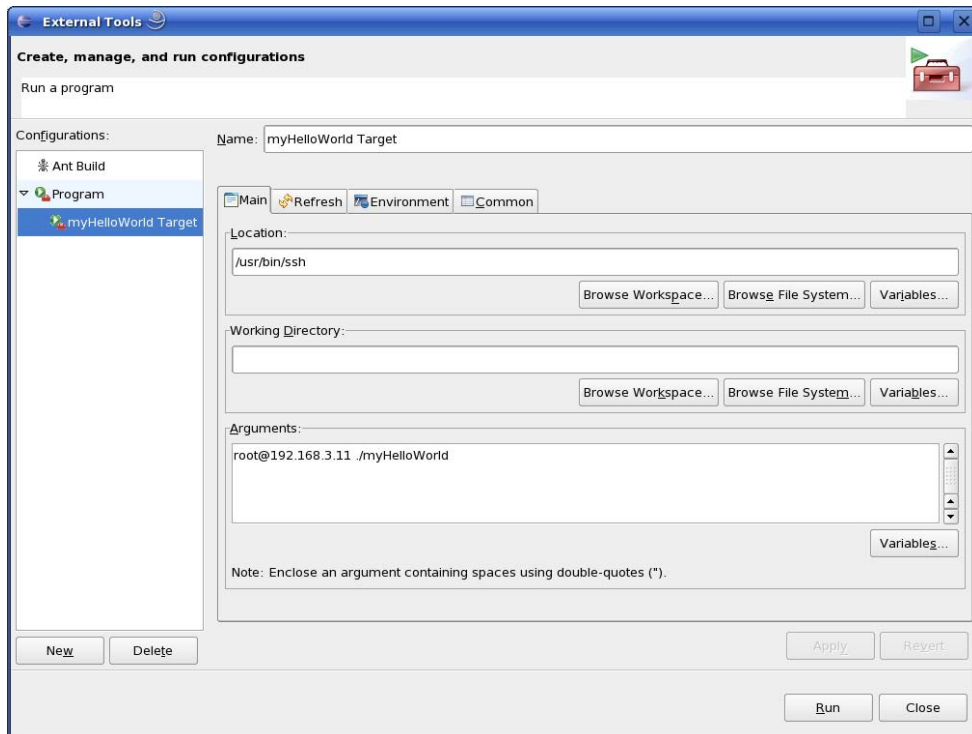 External Tools
Create, manage, and run configurations
Run a program
Configurations:
Name: myHelloWorld Target
Ant Build
Program
myHelloWorld Target
Main Refresh Environment Common
Location:
/usr/bin/ssh
Browse Workspace... Browse File System... Variables...
Working Directory:
Browse Workspace... Browse File System... Variables...
Arguments:
root@192.168.3.11 ./myHelloWorld
Variables...
Note: Enclose an argument containing spaces using double-quotes (").
New Delete
Apply Revert
Run Close